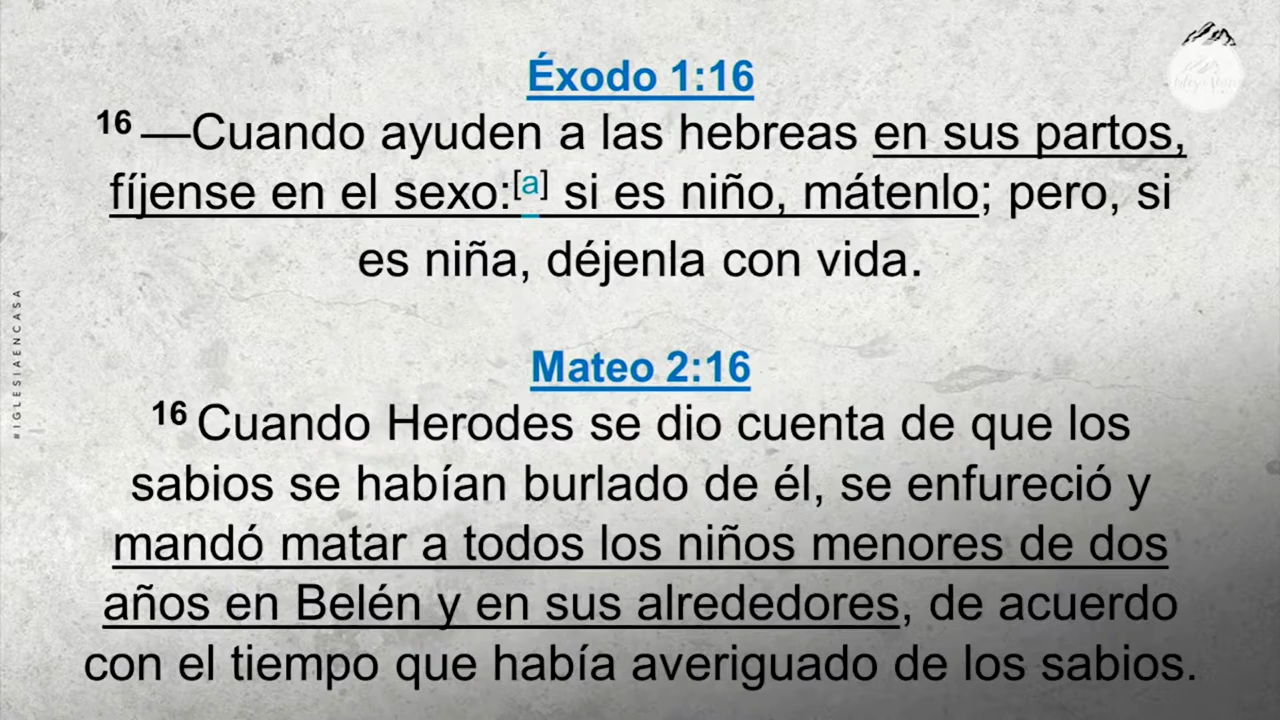 Éxodo 1:16
16 —Cuando ayuden a las hebreas en sus partos,
fíjense en el sexo:[a] si es niño, mátenlo; pero, si
es niña, déjenla con vida.
Mateo 2:16
16 Cuando Herodes se dio cuenta de que los
sabios se habían burlado de él, se enfureció y
mandó matar a todos los niños menores de dos
años en Belén y en sus alrededores, de acuerdo
con el tiempo que había averiguado de los sabios.
#IGLESIAENCASA